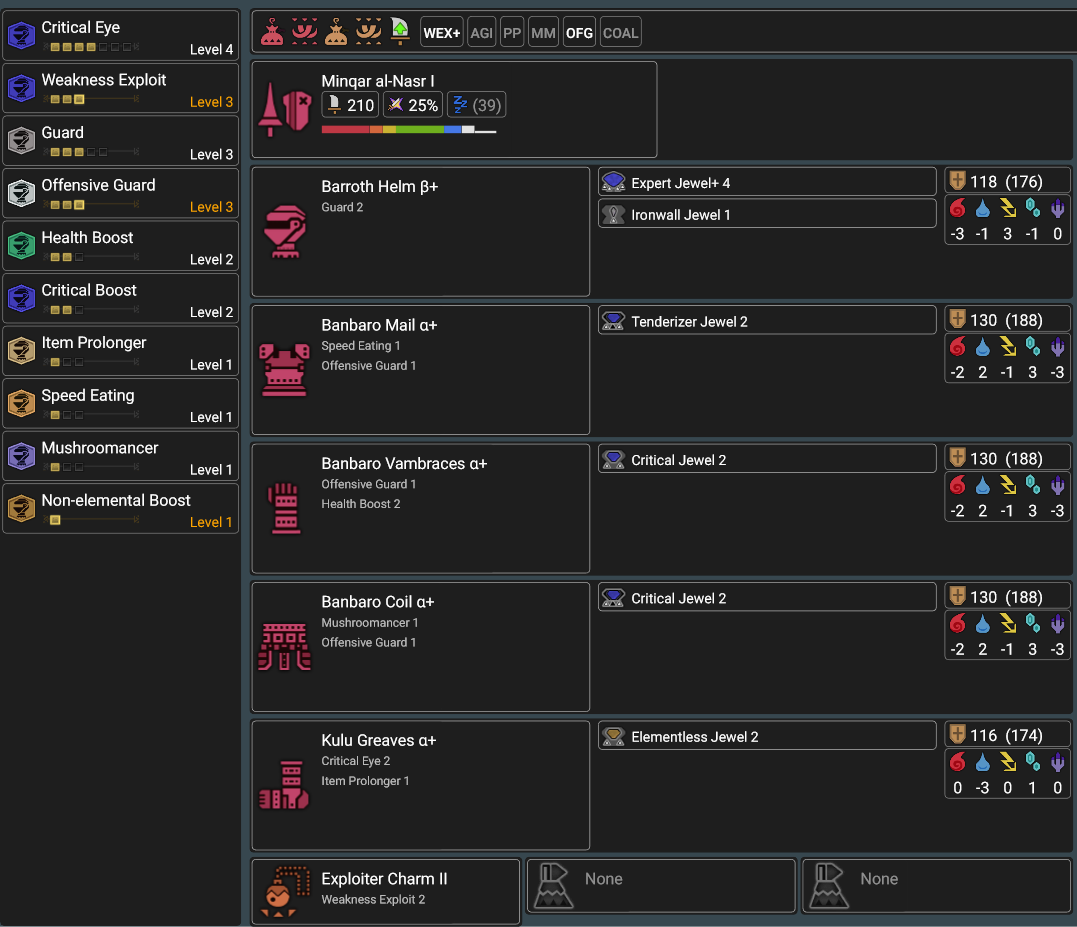 Critical Eye
Level 4
Weakness Exploit
Level 3
Guard
Level 3
Offensive Guard
Level 3
Health Boost
Level 2
Critical Boost
Level 2
Item Prolonger
Level 1
Speed Eating
Level 1
Mushroomancer
Level 1
Non-elemental Boost
Level 1
WEX+ AGI PP MM OFG COAL
Minqar al-Nasr I
210 25% (39)
Barroth Helm β+
Guard 2
Expert Jewel+ 4
Ironwall Jewel 1
118 (176)
-3 -1 3 -1 0
Banbaro Mail α+
Speed Eating 1
Offensive Guard 1
Tenderizer Jewel 2
130 (188)
-2 2 -1 3 -3
Banbaro Vambraces α+
Offensive Guard 1
Health Boost 2
Critical Jewel 2
130 (188)
-2 2 -1 3 -3
Banbaro Coil α+
Mushroomancer 1
Offensive Guard 1
Critical Jewel 2
130 (188)
-2 2 -1 3 -3
Kulu Greaves α+
Critical Eye 2
Item Prolonger 1
Elementless Jewel 2
116 (174)
0 -3 0 1 0
Exploiter Charm II
Weakness Exploit 2
None
None